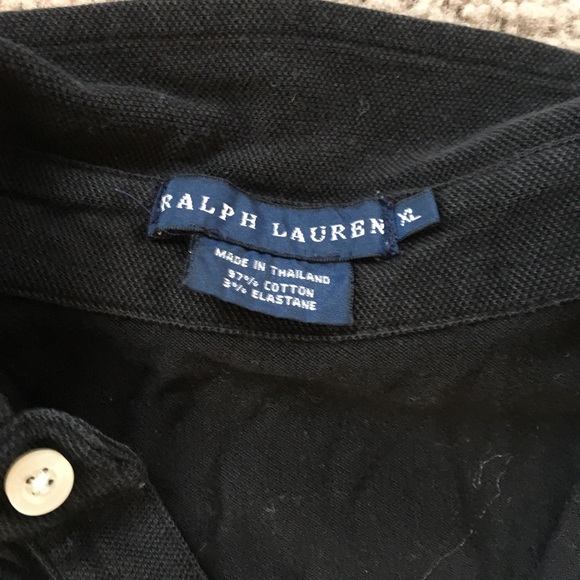 RALPH LAUREN
XL
MADE IN THAILAND
97% COTTON
3% ELASTANE